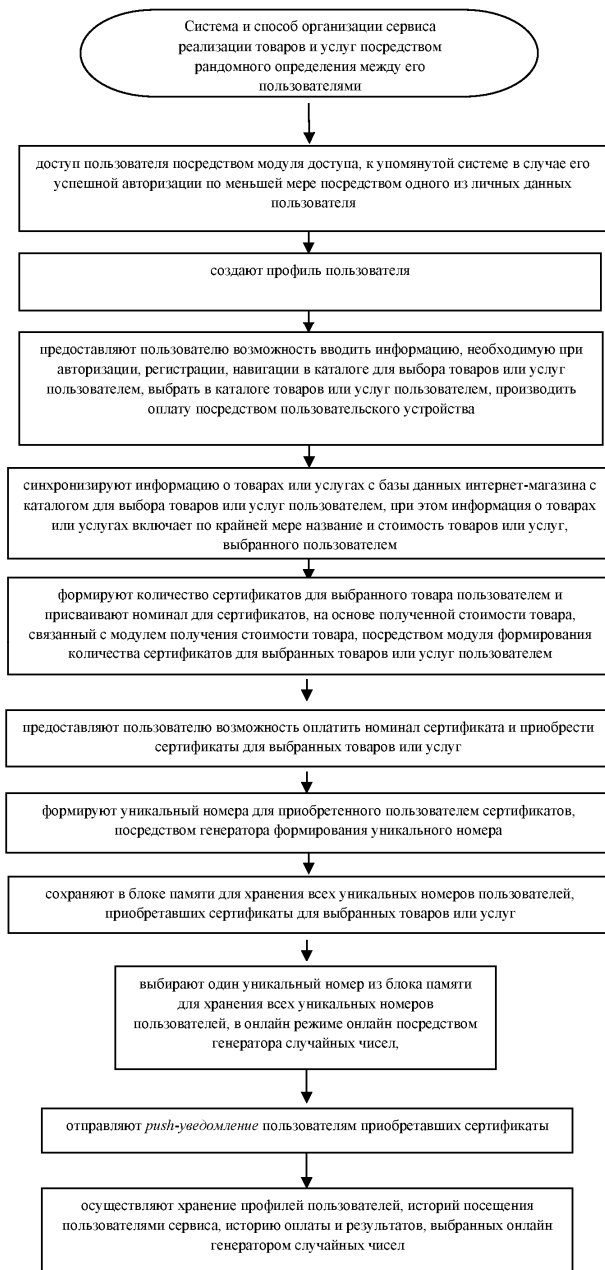 Система и способ организации сервиса
реализации товаров и услуг посредством
рандомного определения между его
пользователями
доступ пользователя посредством модуля доступа, к упомянутой системе в случае его
успешной авторизации по меньшей мере посредством одного из личных данных
пользователя
создают профиль пользователя
предоставляют пользователю возможность вводить информацию, необходимую при
авторизации, регистрации, навигации в каталоге для выбора товаров или услуг
пользователем, выбрать в каталоге товаров или услуг пользователем, производить
оплату посредством пользовательского устройства
синхронизируют информацию о товарах или услугах с базы данных интернет-магазина с
каталогом для выбора товаров или услуг пользователем, при этом информация о товарах
или услугах включает по крайней мере название и стоимость товаров или услуг,
выбранного пользователем
формируют количество сертификатов для выбранного товара пользователем и
присваивают номинал для сертификатов, на основе полученной стоимости товара,
связанный с модулем получения стоимости товара, посредством модуля формирования
количества сертификатов для выбранных товаров или услуг пользователем
предоставляют пользователю возможность оплатить номинал сертификата и приобрести
сертификаты для выбранных товаров или услуг
формируют уникальный номера для приобретенного пользователем сертификатов,
посредством генератора формирования уникального номера
сохраняют в блоке памяти для хранения всех уникальных номеров пользователей,
приобретавших сертификаты для выбранных товаров или услуг
выбирают один уникальный номер из блока памяти
для хранения всех уникальных номеров
пользователей, в онлайн режиме онлайн посредством
генератора случайных чисел,
отправляют push-уведомление пользователям приобретавших сертификаты
осуществляют хранение профилей пользователей, историй посещения
пользователями сервиса, историю оплаты и результатов, выбранных онлайн
генератором случайных чисел